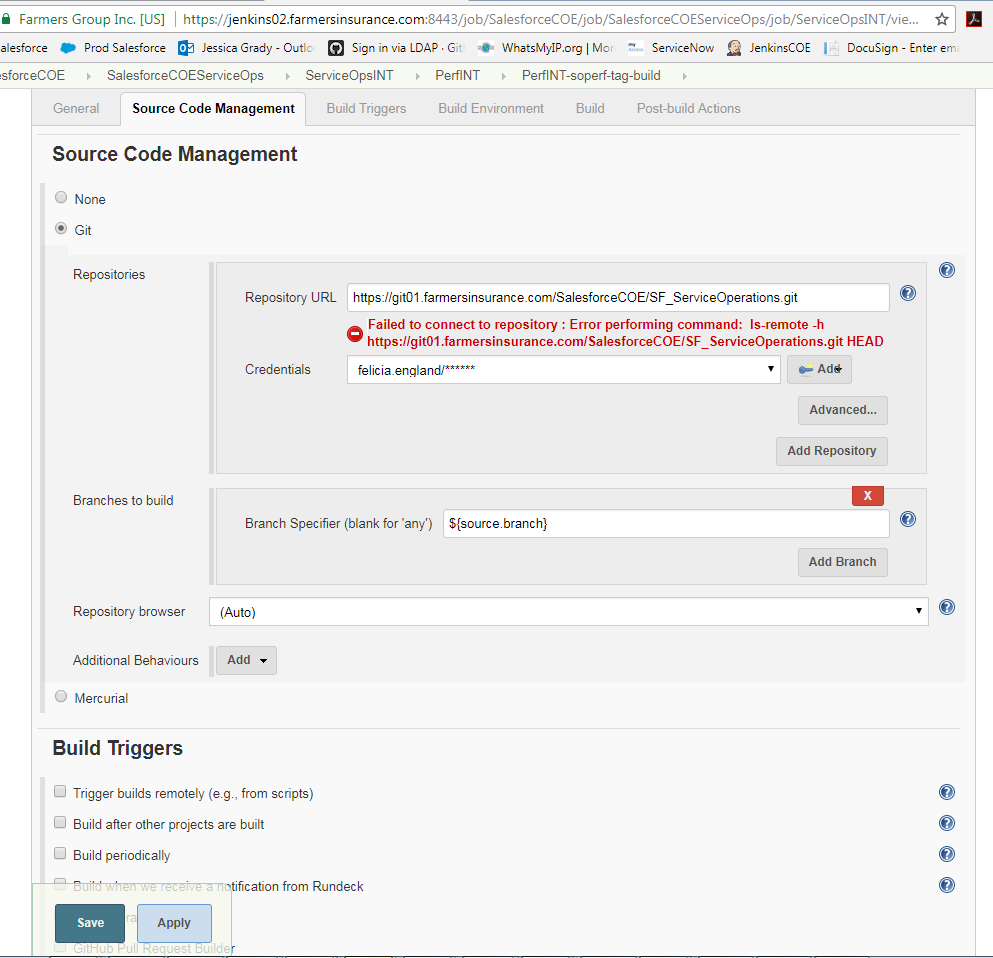 Farmers Group Inc. [US] https://jenkins02.farmersinsurance.com:8443/job/SalesforceCOE/job/SalesforceCOEServiceOps/job/ServiceOpsINT/vie...
alesforce Prod Salesforce Jessica Grady - Outlo Sign in via LDAP · Git WhatsMyIP.org | Mor ServiceNow JenkinsCOE DocuSign - Enter ema
esforceCOE SalesforceCOEServiceOps ServiceOpsINT PerfINT PerfINT-soperf-tag-build
General Source Code Management Build Triggers Build Environment Build Post-build Actions
Source Code Management
None
Git
Repositories
Repository URL https://git01.farmersinsurance.com/SalesforceCOE/SF_ServiceOperations.git
Failed to connect to repository : Error performing command: ls-remote -h
https://git01.farmersinsurance.com/SalesforceCOE/SF_ServiceOperations.git HEAD
Credentials felicia.england/****** Add
Advanced...
Add Repository
Branches to build
X
Branch Specifier (blank for 'any') ${source.branch}
Add Branch
Repository browser (Auto)
Additional Behaviours Add
Mercurial
Build Triggers
Trigger builds remotely (e.g., from scripts)
Build after other projects are built
Build periodically
Build when we receive a notification from Rundeck
Save Apply
GitHub Pull Request Builder